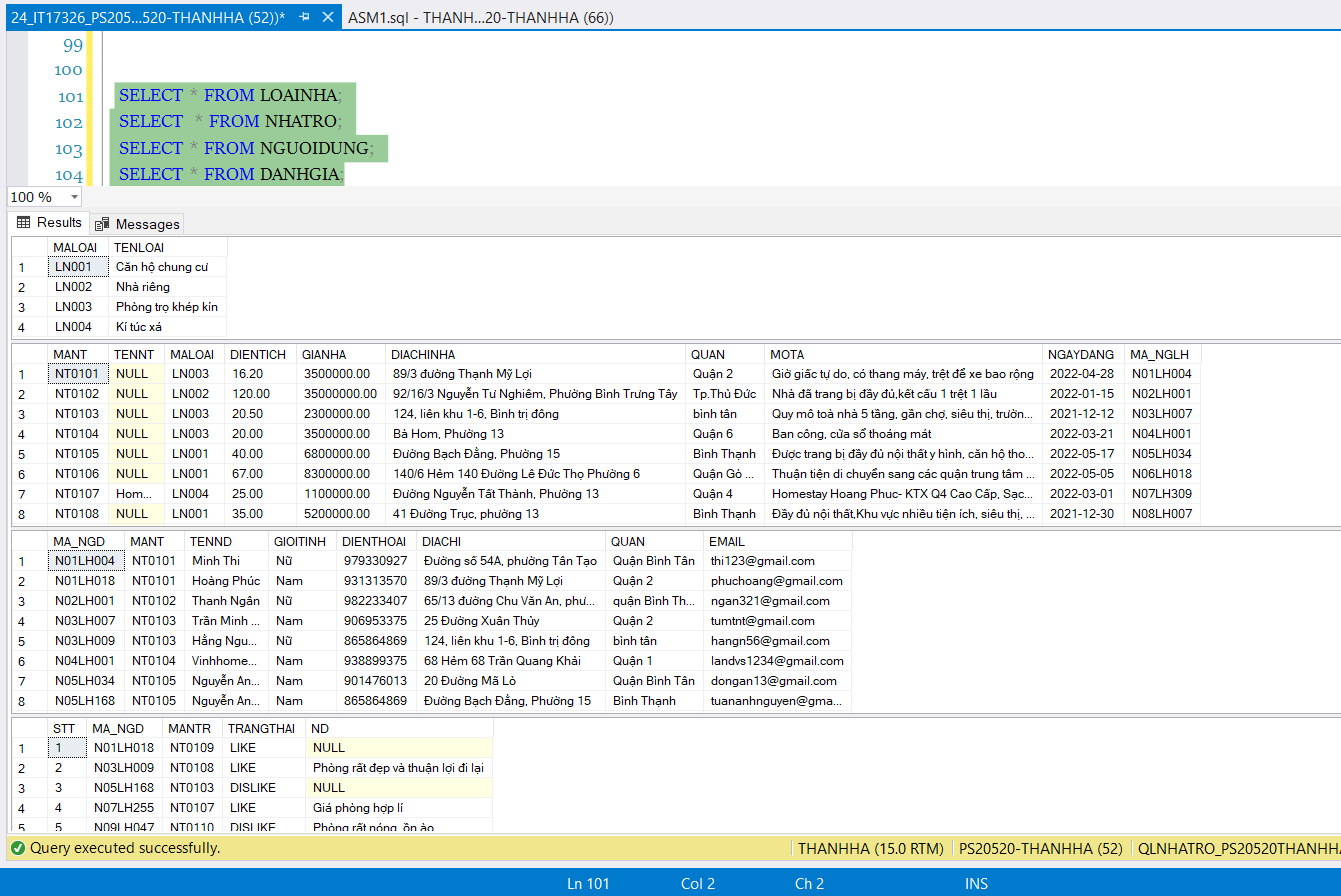 24_IT17326_PS205...520-THANHHA (52))* ASM1.sql - THANH...20-THANHHA (66))
99
100
101 SELECT * FROM LOAINHA;
102 SELECT * FROM NHATRO;
103 SELECT * FROM NGUOIDUNG;
104 SELECT * FROM DANHGIA;
100 %
Results Messages
MALOAI TENLOAI
1 LN001 Căn hộ chung cư
2 LN002 Nhà riêng
3 LN003 Phòng trọ khép kín
4 LN004 Kí túc xá
MANT TENNT MALOAI DIENTICH GIANHA DIACHINHA QUAN MOTA NGAYDANG MA_NGLH
1 NT0101 NULL LN003 16.20 3500000.00 89/3 đường Thạnh Mỹ Lợi Quận 2 Giờ giấc tự do, có thang máy, trệt để xe bao rộng 2022-04-28 N01LH004
2 NT0102 NULL LN002 120.00 35000000.00 92/16/3 Nguyễn Tư Nghiêm, Phường Bình Trưng Tây Tp.Thủ Đức Nhà đã trang bị đầy đủ,kết cấu 1 trệt 1 lầu 2022-01-15 N02LH001
3 NT0103 NULL LN003 20.50 2300000.00 124, liên khu 1-6, Bình trị đông bình tân Quy mô toà nhà 5 tầng, gần chợ, siêu thị, trườn... 2021-12-12 N03LH007
4 NT0104 NULL LN003 20.00 3500000.00 Bà Hom, Phường 13 Quận 6 Ban công, cửa sổ thoáng mát 2022-03-21 N04LH001
5 NT0105 NULL LN001 40.00 6800000.00 Đường Bạch Đằng, Phường 15 Bình Thạnh Được trang bị đầy đủ nội thất y hình, căn hộ tho... 2022-05-17 N05LH034
6 NT0106 NULL LN001 67.00 8300000.00 140/6 Hẻm 140 Đường Lê Đức Thọ Phường 6 Quận Gò ... Thuận tiện di chuyển sang các quận trung tâm ... 2022-05-05 N06LH018
7 NT0107 Hom... LN004 25.00 1100000.00 Đường Nguyễn Tất Thành, Phường 13 Quận 4 Homestay Hoang Phuc- KTX Q4 Cao Cấp, Sạc... 2022-03-01 N07LH309
8 NT0108 NULL LN001 35.00 5200000.00 41 Đường Trục, phường 13 Bình Thạnh Đầy đủ nội thất,Khu vực nhiều tiện ích, siêu thị, ... 2021-12-30 N08LH007
MA_NGD MANT TENND GIOITINH DIENTHOAI DIACHI QUAN EMAIL
1 N01LH004 NT0101 Minh Thi Nữ 979330927 Đường số 54A, phường Tân Tạo Quận Bình Tân thi123@gmail.com
2 N01LH018 NT0101 Hoàng Phúc Nam 931313570 89/3 đường Thạnh Mỹ Lợi Quận 2 phuchoang@gmail.com
3 N02LH001 NT0102 Thanh Ngân Nữ 982233407 65/13 đường Chu Văn An, phư... quận Bình Th... ngan321@gmail.com
4 N03LH007 NT0103 Trần Minh ... Nam 906953375 25 Đường Xuân Thủy Quận 2 tumtnt@gmail.com
5 N03LH009 NT0103 Hằng Ngu... Nữ 865864869 124, liên khu 1-6, Bình trị đông bình tân hangn56@gmail.com
6 N04LH001 NT0104 Vinhhome... Nam 938899375 68 Hẻm 68 Trần Quang Khải Quận 1 landvs1234@gmail.com
7 N05LH034 NT0105 Nguyễn An... Nam 901476013 20 Đường Mã Lò Quận Bình Tân dongan13@gmail.com
8 N05LH168 NT0105 Nguyễn An... Nam 865864869 Đường Bạch Đằng, Phường 15 Bình Thạnh tuananhnguyen@gma...
STT MA_NGD MANTR TRANGTHAI ND
1 1 N01LH018 NT0109 LIKE NULL
2 2 N03LH009 NT0108 LIKE Phòng rất đẹp và thuận lợi đi lại
3 3 N05LH168 NT0103 DISLIKE NULL
4 4 N07LH255 NT0107 LIKE Giá phòng hợp lí
5 5 N09LH047 NT0110 DISLIKE Phòng rất nóng, ồn ào
Query executed successfully. THANHHA (15.0 RTM) PS20520-THANHHA (52) QLNHATRO_PS20520THANHHA
Ln 101 Col 2 Ch 2 INS